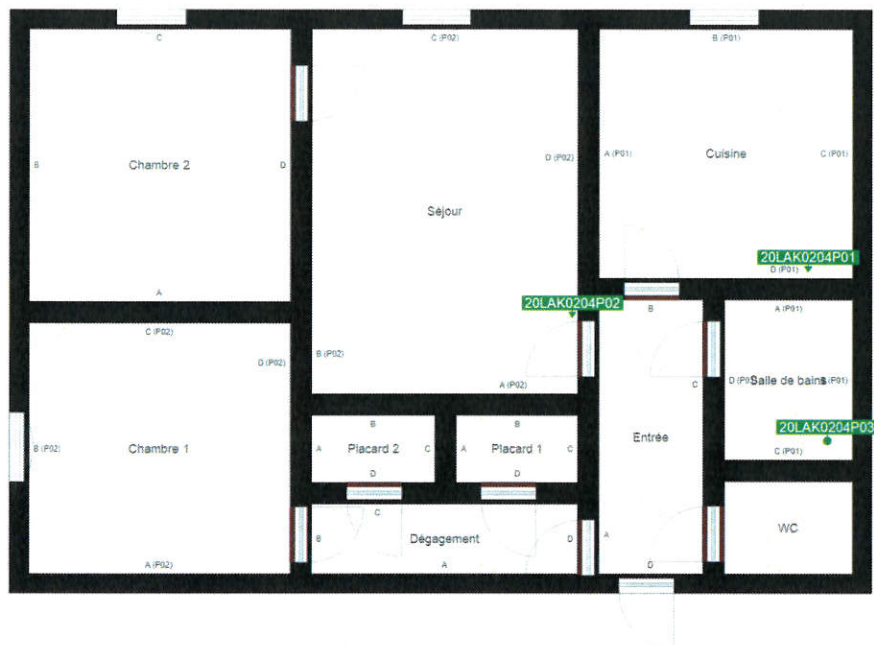 C
B
Chambre 2
D
A
C (P02)
D (P02)
Séjour
B (P02)
A (P02)
B (P01)
A (P01)
Cuisine
C (P01)
20LAK0204P01
D (P01)
20LAK0204P02
C (P02)
D (P02)
B (P02)
Chambre 1
A (P02)
B
A
Placard 2
C
D
B
A
Placard 1
C
D
C
B
Dégagement
D
A
B
C
Entrée
A
D
A (P01)
Salle de bains
(P01)
20LAK0204P03
C (P01)
WC